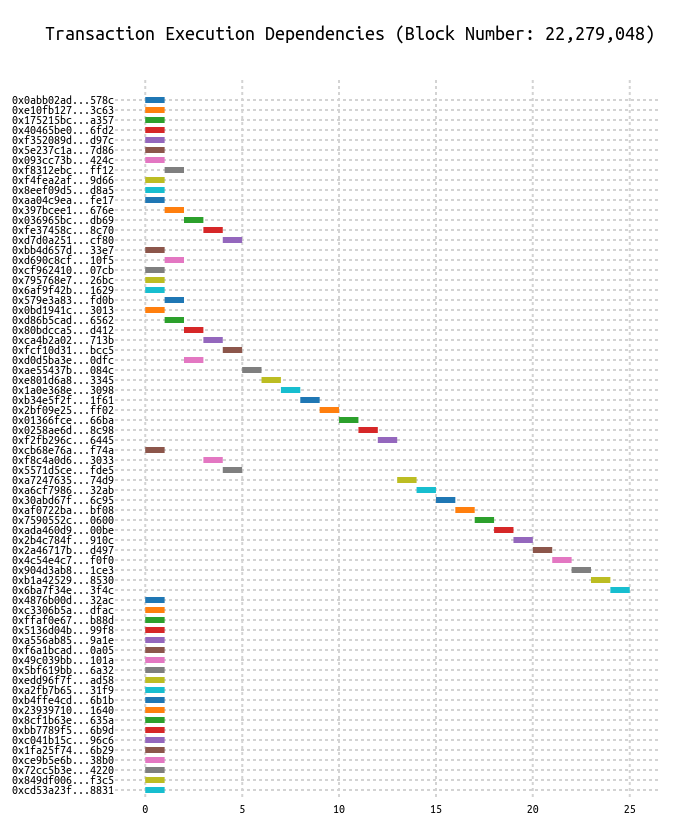 Transaction Execution Dependencies (Block Number: 22,279,048)
0x0abb02ad...578c
0xe10fb127...3c63
0x175215bc...a357
0x40465be0...6fd2
0xf352089d...d97c
0x5e237c1a...7d86
0x093cc73b...424c
0xf8312ebc...ff12
0xf4fea2af...9d66
0x8eef09d5...d8a5
0xaa04c9ea...fe17
0x397bcee1...676e
0x036965bc...db69
0xfe37458c...8c70
0xd7d0a251...cf80
0xbb4d657d...33e7
0xd690c8cf...10f5
0xcf962410...07cb
0x795768e7...26bc
0x6af9f42b...1629
0x579e3a83...fd0b
0x0bd1941c...3013
0xd86b5cad...6562
0x80bdcca5...d412
0xca4b2a02...713b
0xfcf10d31...bcc5
0xd0d5ba3e...0dfc
0xae55437b...084c
0xe801d6a8...3345
0x1a0e368e...3098
0xb34e5f2f...1f61
0x2bf09e25...ff02
0x01366fce...66ba
0x0258ae6d...8c98
0xf2fb296c...6445
0xcb68e76a...f74a
0xf8c4a0d6...3033
0x5571d5ce...fde5
0xa7247635...74d9
0xa6cf7986...32ab
0x30abd67f...6c95
0xaf0722ba...bf08
0x7590552c...0600
0xada460d9...00be
0x2b4c784f...910c
0x2a46717b...d497
0x4c54e4c7...f0f0
0x904d3ab8...1ce3
0xb1a42529...8530
0x6ba7f34e...3f4c
0x4876b00d...32ac
0xc3306b5a...dfac
0xffaf0e67...b88d
0x5136d04b...99f8
0xa556ab85...9a1e
0xf6a1bcad...0a05
0x49c039bb...101a
0x5bf619bb...6a32
0xedd96f7f...ad58
0xa2fb7b65...31f9
0xb4ffe4cd...6b1b
0x23939710...1640
0x8cf1b63e...635a
0xbb7789f5...6b9d
0xc041b15c...96c6
0x1fa25f74...6b29
0xce9b5e6b...38b0
0x72cc5b3e...4220
0x849df006...f3c5
0xcd53a23f...8831
0 5 10 15 20 25